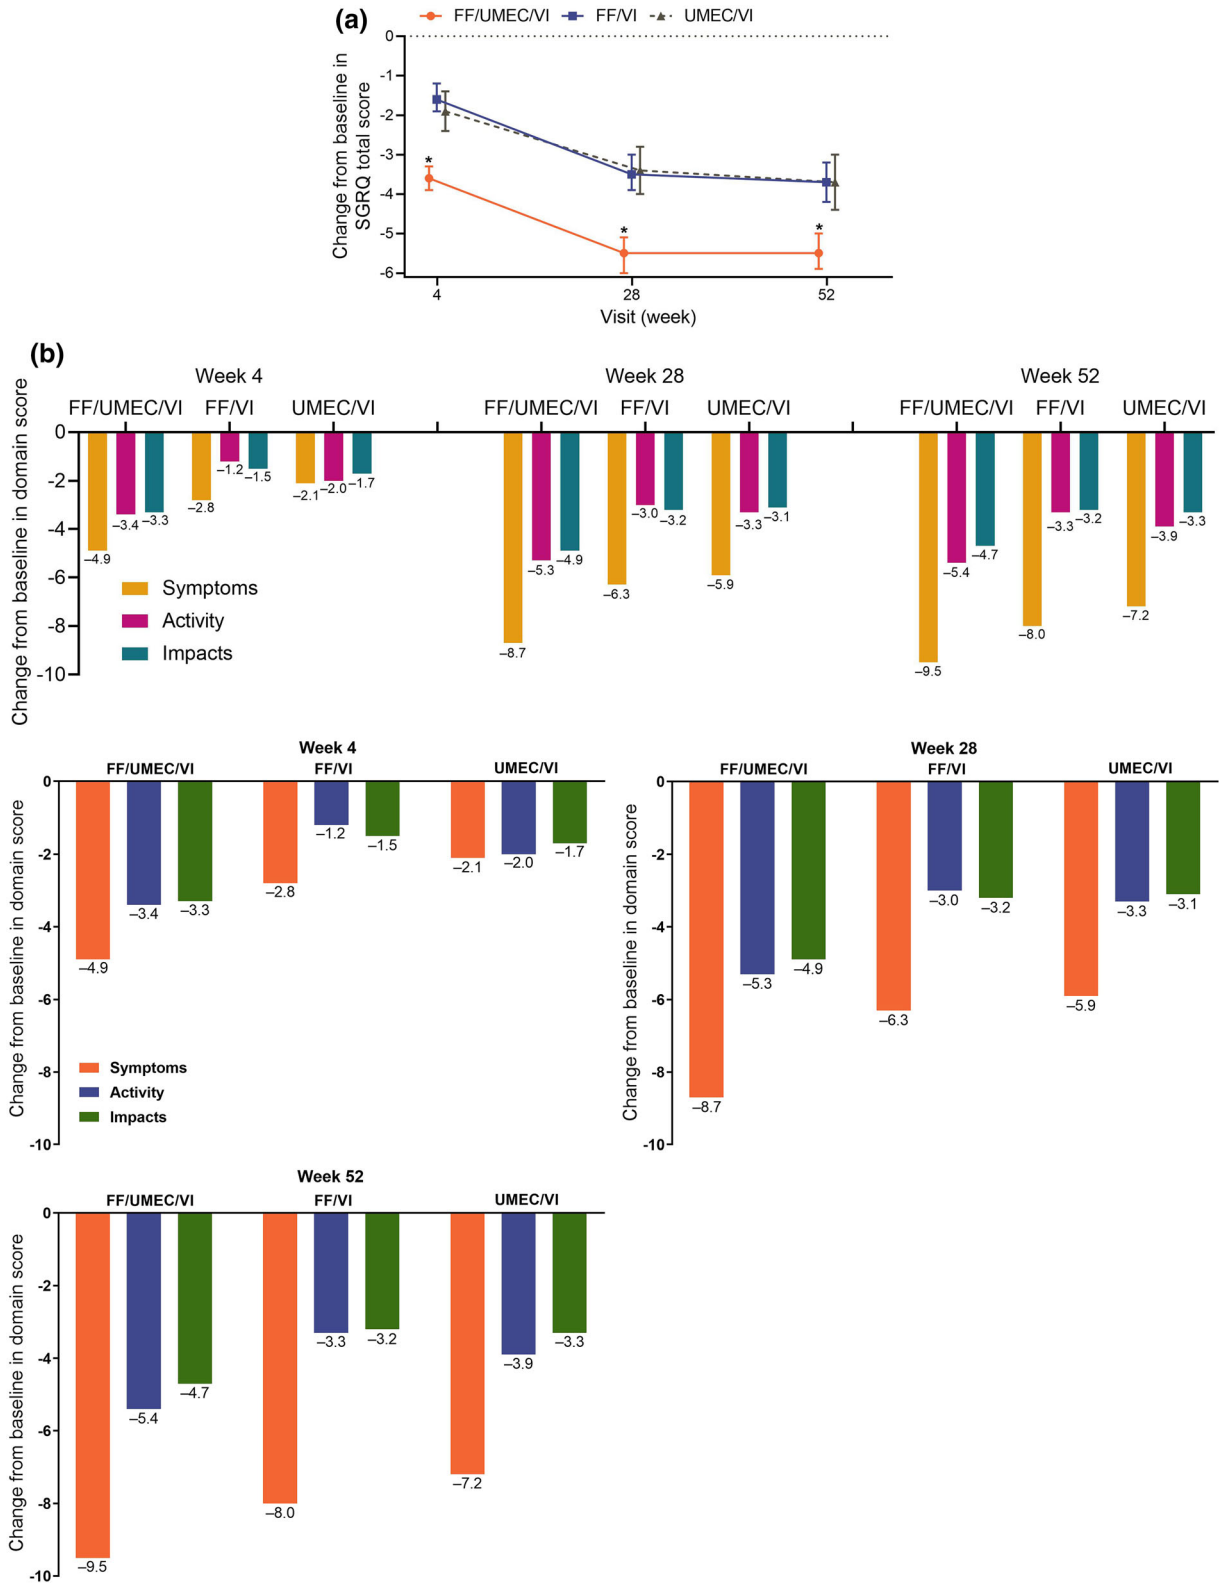 (a)
FF/UMEC/VI FF/VI UMEC/VI
Change from baseline in
SGRQ total score
0
-1
-2
-3
-4
-5
-6
*
*
*
4 28 52
Visit (week)
(b)
Week 4 Week 28 Week 52
FF/UMEC/VI FF/VI UMEC/VI FF/UMEC/VI FF/VI UMEC/VI FF/UMEC/VI FF/VI UMEC/VI
Change from baseline in domain score
0
-2
-4
-6
-8
-10
–4.9 –3.4 –3.3 –2.8 –1.2 –1.5 –2.1 –2.0 –1.7
–8.7 –5.3 –4.9 –6.3 –3.0 –3.2 –5.9 –3.3 –3.1
–9.5 –5.4 –4.7 –8.0 –3.3 –3.2 –7.2 –3.9 –3.3
Symptoms
Activity
Impacts
Week 4
FF/UMEC/VI FF/VI UMEC/VI
Change from baseline in domain score
0
-2
-4
-6
-8
-10
–4.9 –3.4 –3.3 –2.8 –1.2 –1.5 –2.1 –2.0 –1.7
Symptoms
Activity
Impacts
Week 28
FF/UMEC/VI FF/VI UMEC/VI
Change from baseline in domain score
0
-2
-4
-6
-8
-10
–8.7 –5.3 –4.9 –6.3 –3.0 –3.2 –5.9 –3.3 –3.1
Week 52
FF/UMEC/VI FF/VI UMEC/VI
Change from baseline in domain score
0
-2
-4
-6
-8
-10
–9.5 –5.4 –4.7 –8.0 –3.3 –3.2 –7.2 –3.9 –3.3